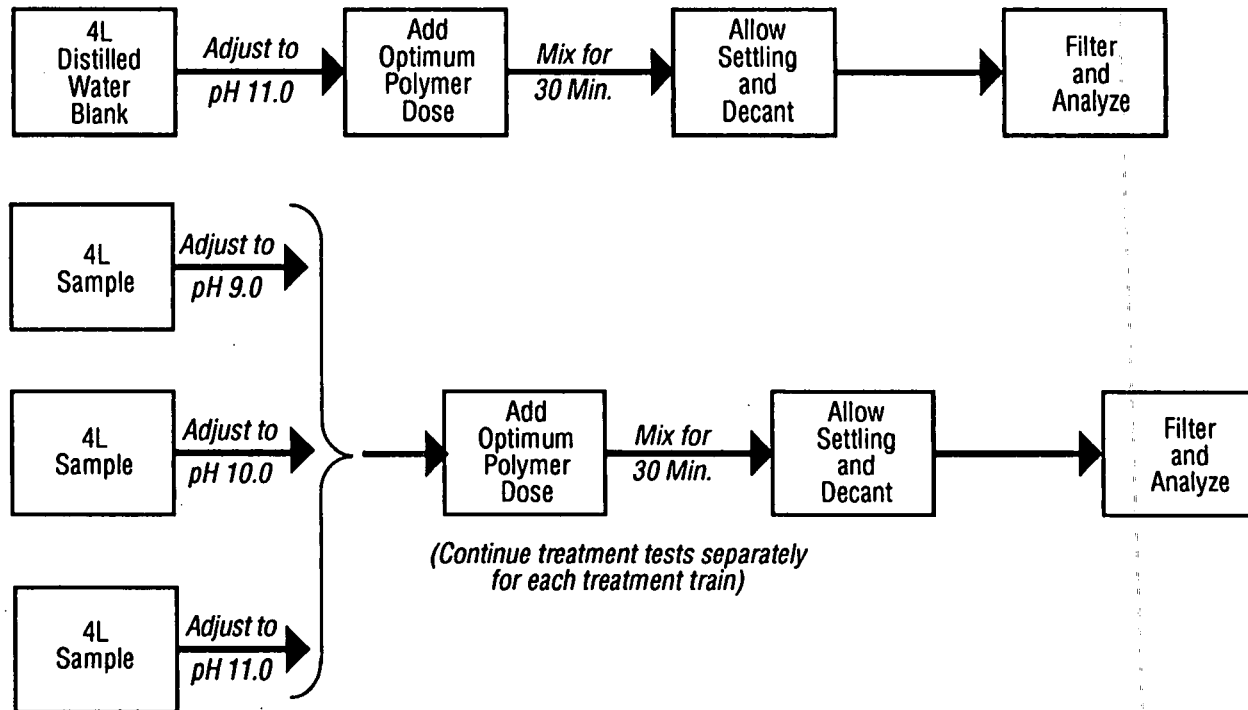 4L
Distilled
Water
Blank
Adjust to
pH 11.0
Add
Optimum
Polymer
Dose
Mix for
30 Min.
Allow
Settling
and
Decant
Filter
and
Analyze
4L
Sample
Adjust to
pH 9.0
4L
Sample
Adjust to
pH 10.0
Add
Optimum
Polymer
Dose
Mix for
30 Min.
Allow
Settling
and
Decant
Filter
and
Analyze
(Continue treatment tests separately
for each treatment train)
4L
Sample
Adjust to
pH 11.0